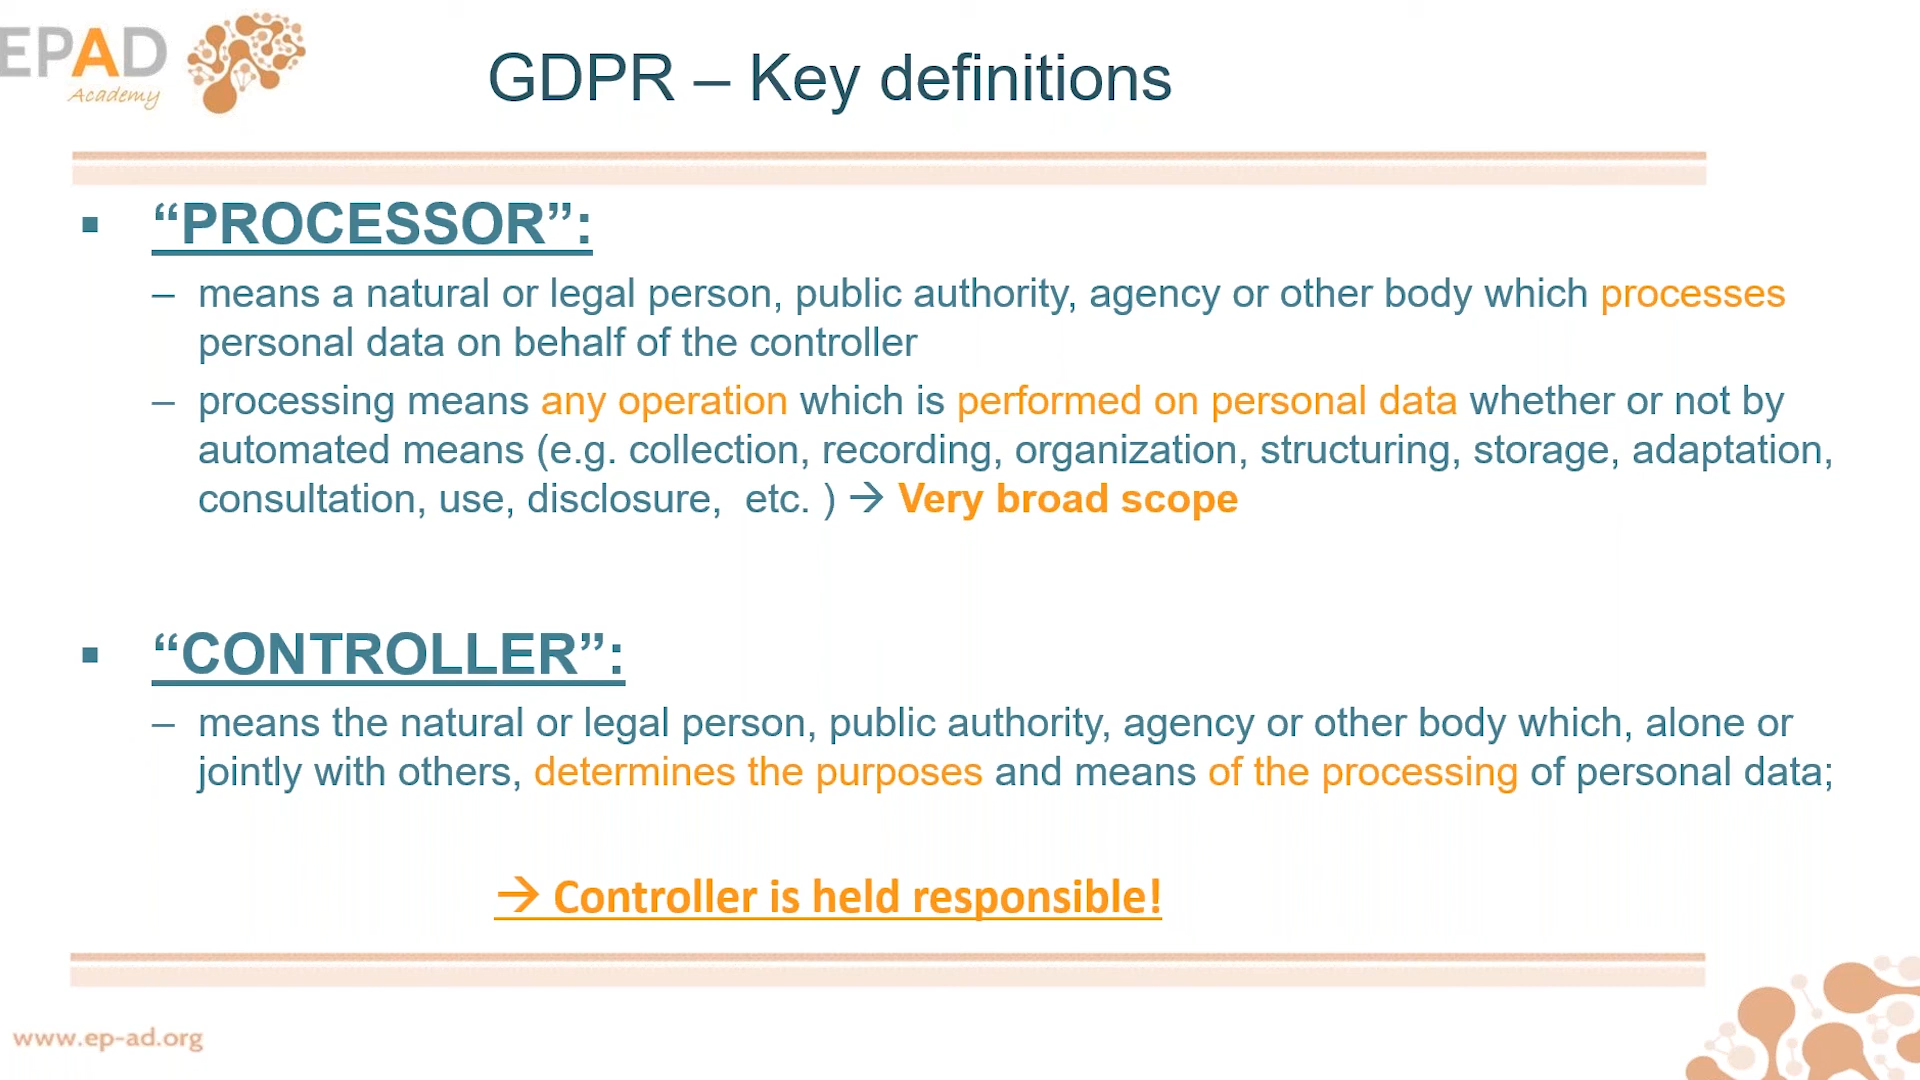 EPAD
Academy
GDPR – Key definitions
▪ “PROCESSOR”:
– means a natural or legal person, public authority, agency or other body which processes
personal data on behalf of the controller
– processing means any operation which is performed on personal data whether or not by
automated means (e.g. collection, recording, organization, structuring, storage, adaptation,
consultation, use, disclosure,  etc. ) → Very broad scope
▪ “CONTROLLER”:
– means the natural or legal person, public authority, agency or other body which, alone or
jointly with others, determines the purposes and means of the processing of personal data;
→ Controller is held responsible!
www.ep-ad.org